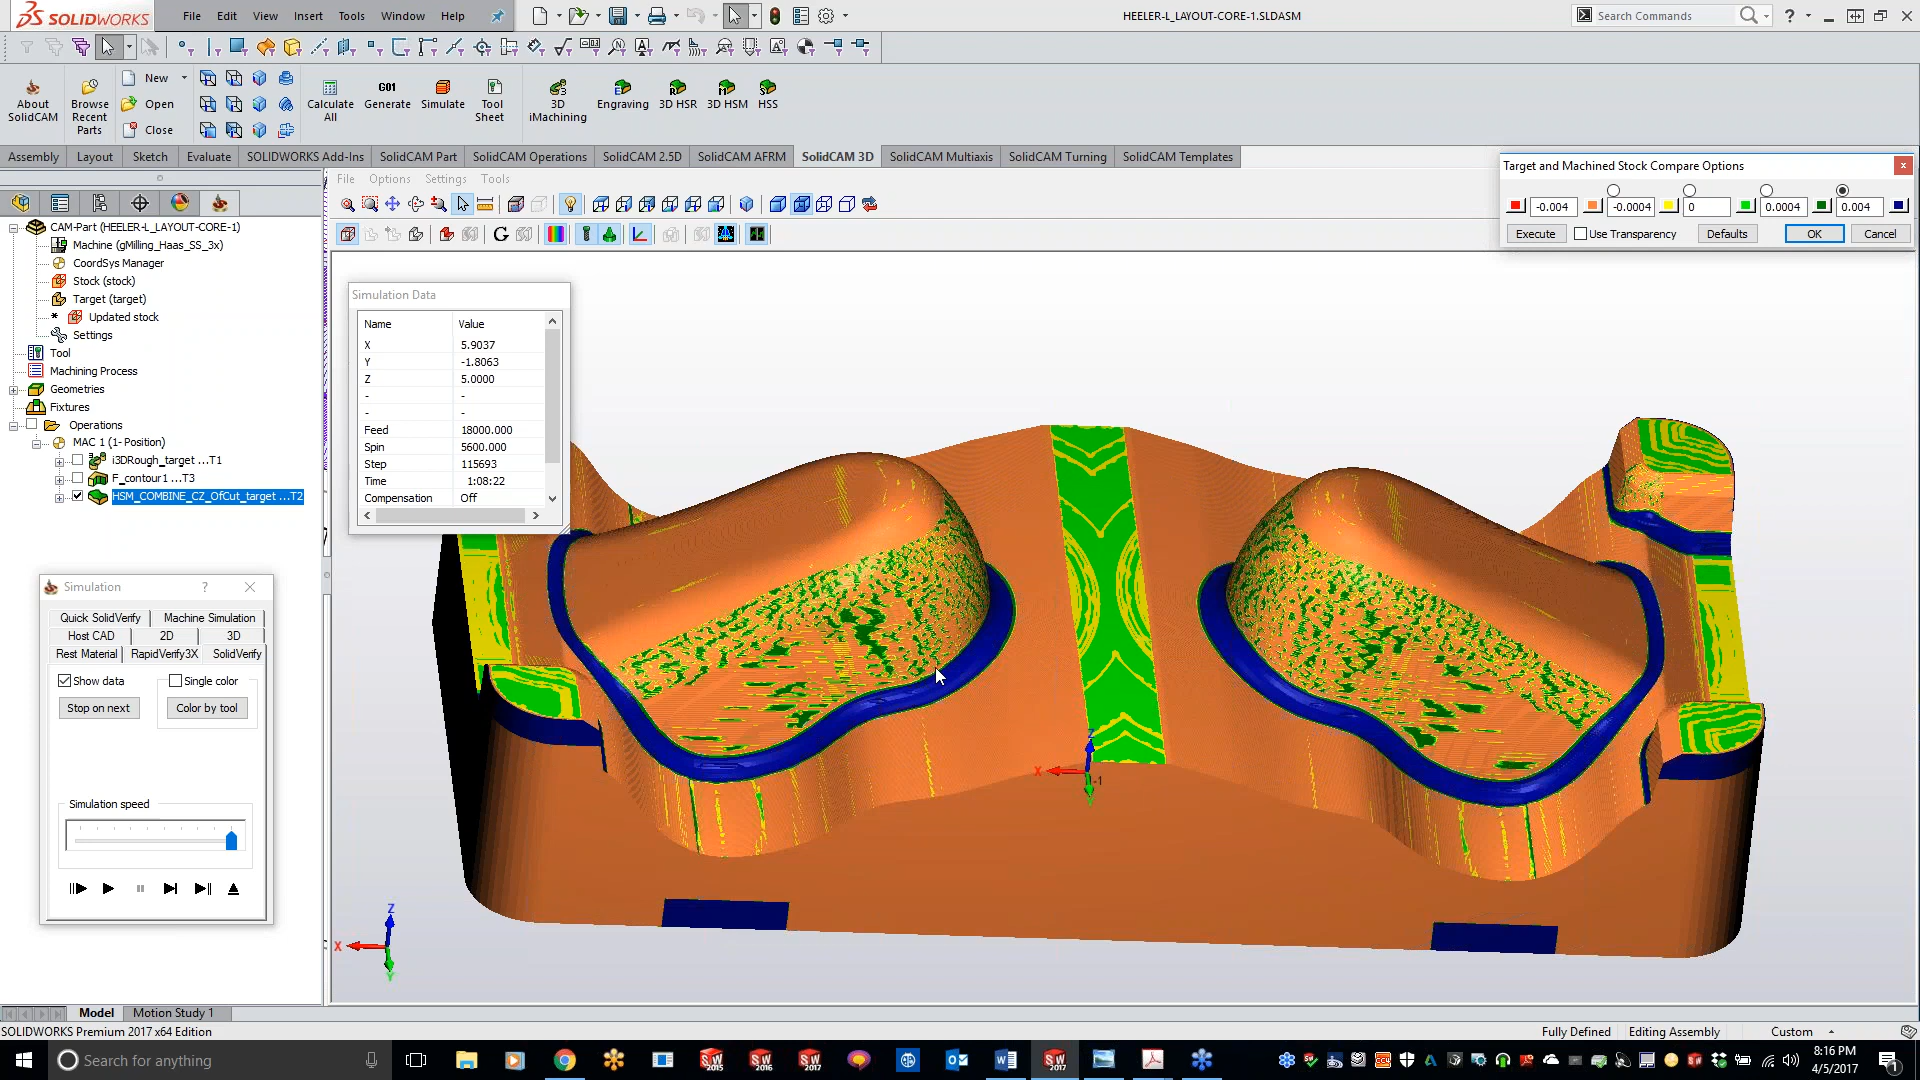 SOLIDWORKS File Edit View Insert Tools Window Help HEELER-L_LAYOUT-CORE-1.SLDASM Search Commands ?
About SolidCAM Browse Recent Parts New Open Close Calculate All G01 Generate Simulate Tool Sheet 3D iMachining Engraving 3D HSR 3D HSM HSS
Assembly Layout Sketch Evaluate SOLIDWORKS Add-Ins SolidCAM Part SolidCAM Operations SolidCAM 2.5D SolidCAM AFRM SolidCAM 3D SolidCAM Multiaxis SolidCAM Turning SolidCAM Templates
File Options Settings Tools
Target and Machined Stock Compare Options
-0.004 -0.0004 0 0.0004 0.004
Execute Use Transparency Defaults OK Cancel
CAM-Part (HEELER-L_LAYOUT-CORE-1)
Machine (gMilling_Haas_SS_3x)
CoordSys Manager
Stock (stock)
Target (target)
* Updated stock
Settings
Tool
Machining Process
Geometries
Fixtures
Operations
MAC 1 (1- Position)
i3DRough_target ...T1
F_contour1 ...T3
HSM_COMBINE_CZ_OfCut_target ...T2
Simulation Data
Name Value
X 5.9037
Y -1.8063
Z 5.0000
- -
- -
Feed 18000.000
Spin 5600.000
Step 115693
Time 1:08:22
Compensation Off
Simulation ?
Quick SolidVerify Machine Simulation
Host CAD 2D 3D
Rest Material RapidVerify3X SolidVerify
Show data Single color
Stop on next Color by tool
Simulation speed
Z
X -1
Y
Z
X
Y
Model Motion Study 1
SOLIDWORKS Premium 2017 x64 Edition Fully Defined Editing Assembly Custom
Search for anything 8:16 PM
4/5/2017